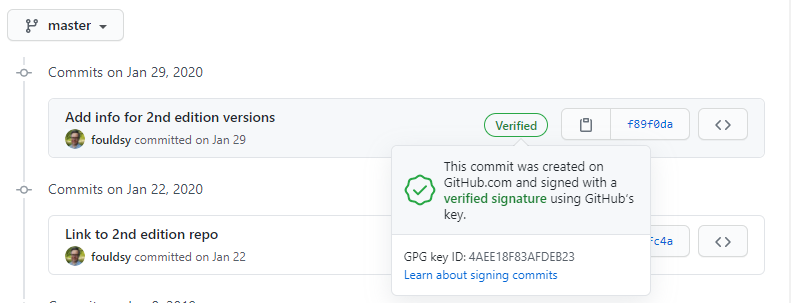 master
Commits on Jan 29, 2020
Add info for 2nd edition versions
fouldsy committed on Jan 29
Verified
f89f0da
This commit was created on
GitHub.com and signed with a
verified signature using GitHub's
key.
GPG key ID: 4AEE18F83AFDEB23
Learn about signing commits
Commits on Jan 22, 2020
Link to 2nd edition repo
fouldsy committed on Jan 22
fc4a